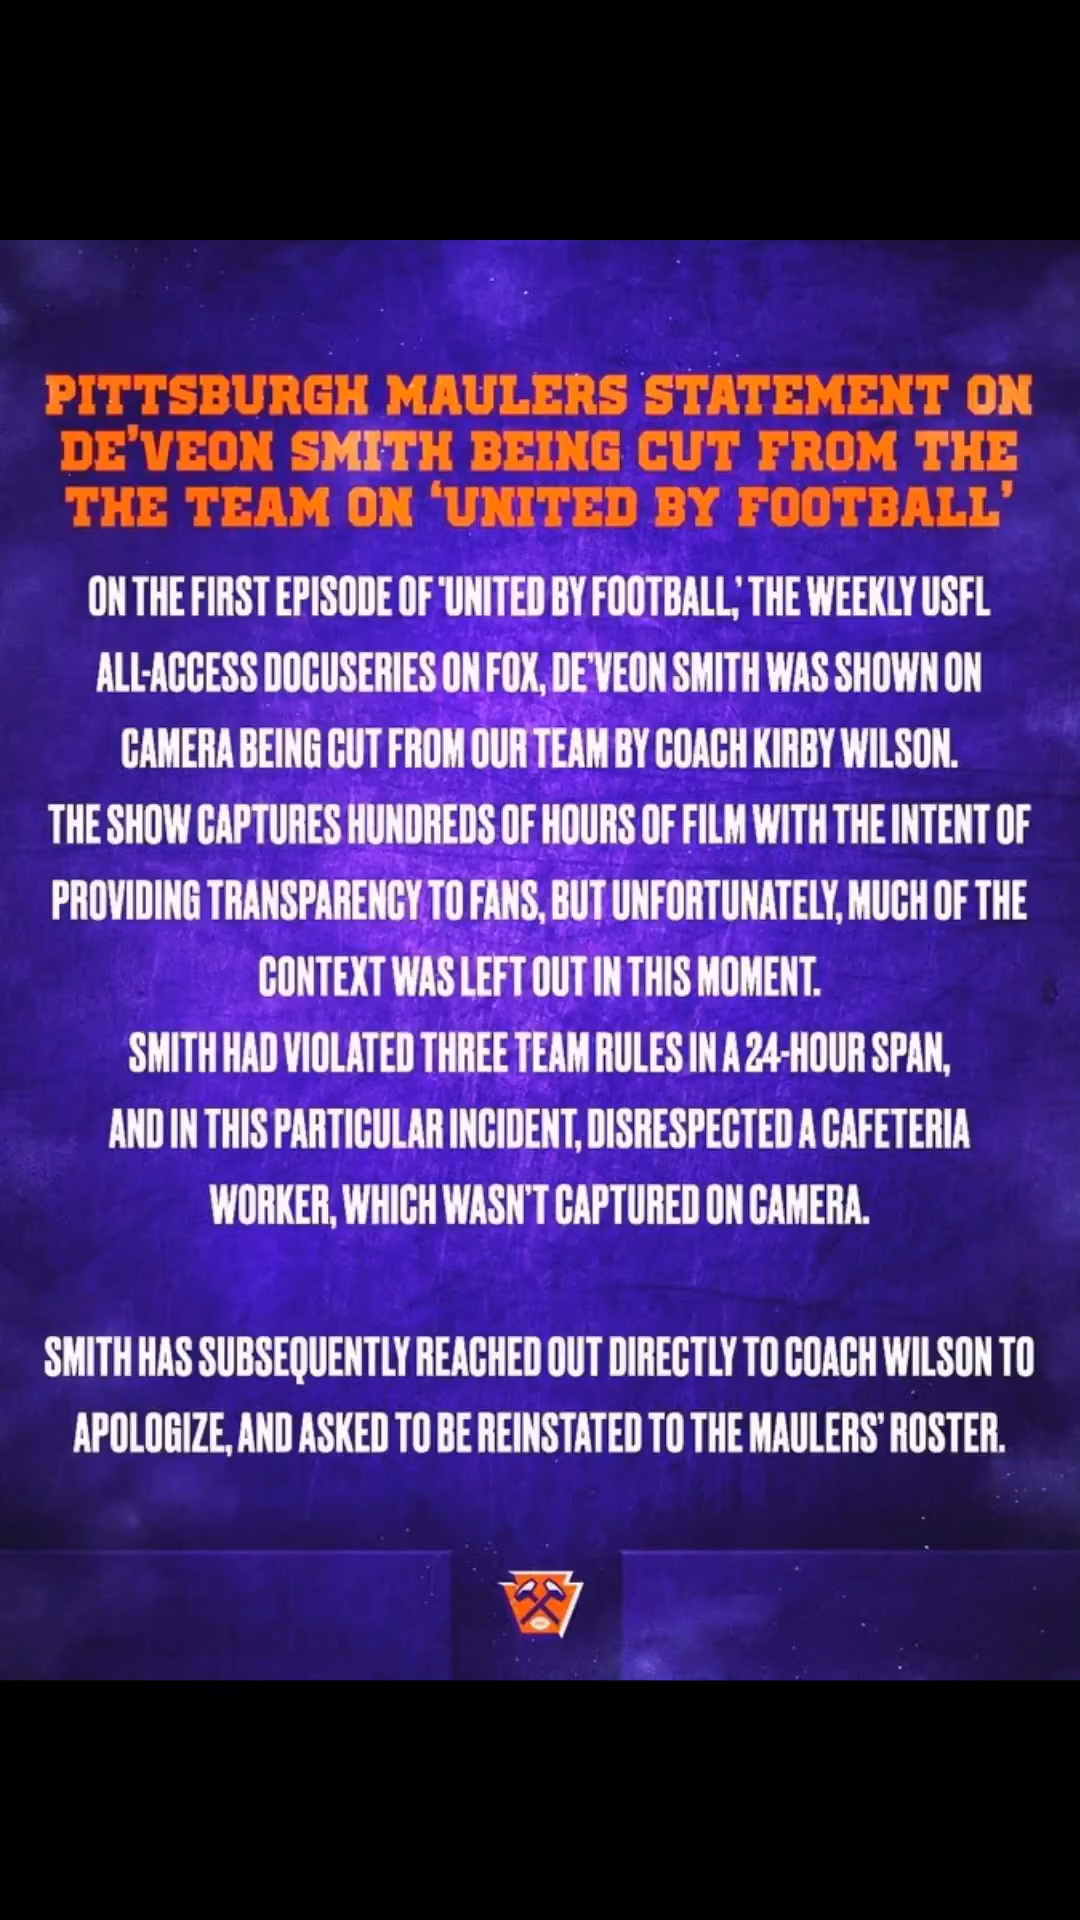 PITTSBURGH MAULERS STATEMENT ON
DE'VEON SMITH BEING CUT FROM THE
THE TEAM ON ‘UNITED BY FOOTBALL’
ON THE FIRST EPISODE OF 'UNITED BY FOOTBALL,' THE WEEKLY USFL
ALL-ACCESS DOCUSERIES ON FOX, DE'VEON SMITH WAS SHOWN ON
CAMERA BEING CUT FROM OUR TEAM BY COACH KIRBY WILSON.
THE SHOW CAPTURES HUNDREDS OF HOURS OF FILM WITH THE INTENT OF
PROVIDING TRANSPARENCY TO FANS, BUT UNFORTUNATELY, MUCH OF THE
CONTEXT WAS LEFT OUT IN THIS MOMENT.
SMITH HAD VIOLATED THREE TEAM RULES IN A 24-HOUR SPAN,
AND IN THIS PARTICULAR INCIDENT, DISRESPECTED A CAFETERIA
WORKER, WHICH WASN'T CAPTURED ON CAMERA.
SMITH HAS SUBSEQUENTLY REACHED OUT DIRECTLY TO COACH WILSON TO
APOLOGIZE, AND ASKED TO BE REINSTATED TO THE MAULERS' ROSTER.